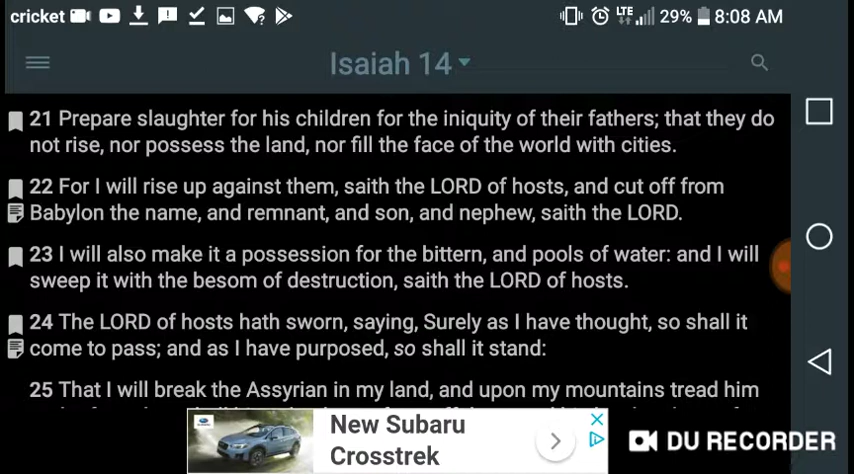 cricket LTE 29% 8:08 AM
Isaiah 14
21 Prepare slaughter for his children for the iniquity of their fathers; that they do
not rise, nor possess the land, nor fill the face of the world with cities.
22 For I will rise up against them, saith the LORD of hosts, and cut off from
Babylon the name, and remnant, and son, and nephew, saith the LORD.
23 I will also make it a possession for the bittern, and pools of water: and I will
sweep it with the besom of destruction, saith the LORD of hosts.
24 The LORD of hosts hath sworn, saying, Surely as I have thought, so shall it
come to pass; and as I have purposed, so shall it stand:
25 That I will break the Assyrian in my land, and upon my mountains tread him
New Subaru
Crosstrek
DU RECORDER